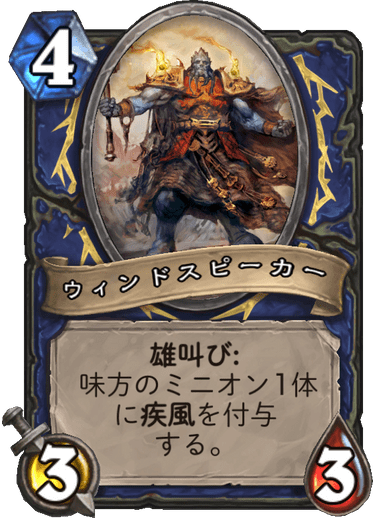 4
ウィンドスピーカー
雄叫び:
味方のミニオン1体
に疾風を付与
する。
3
3